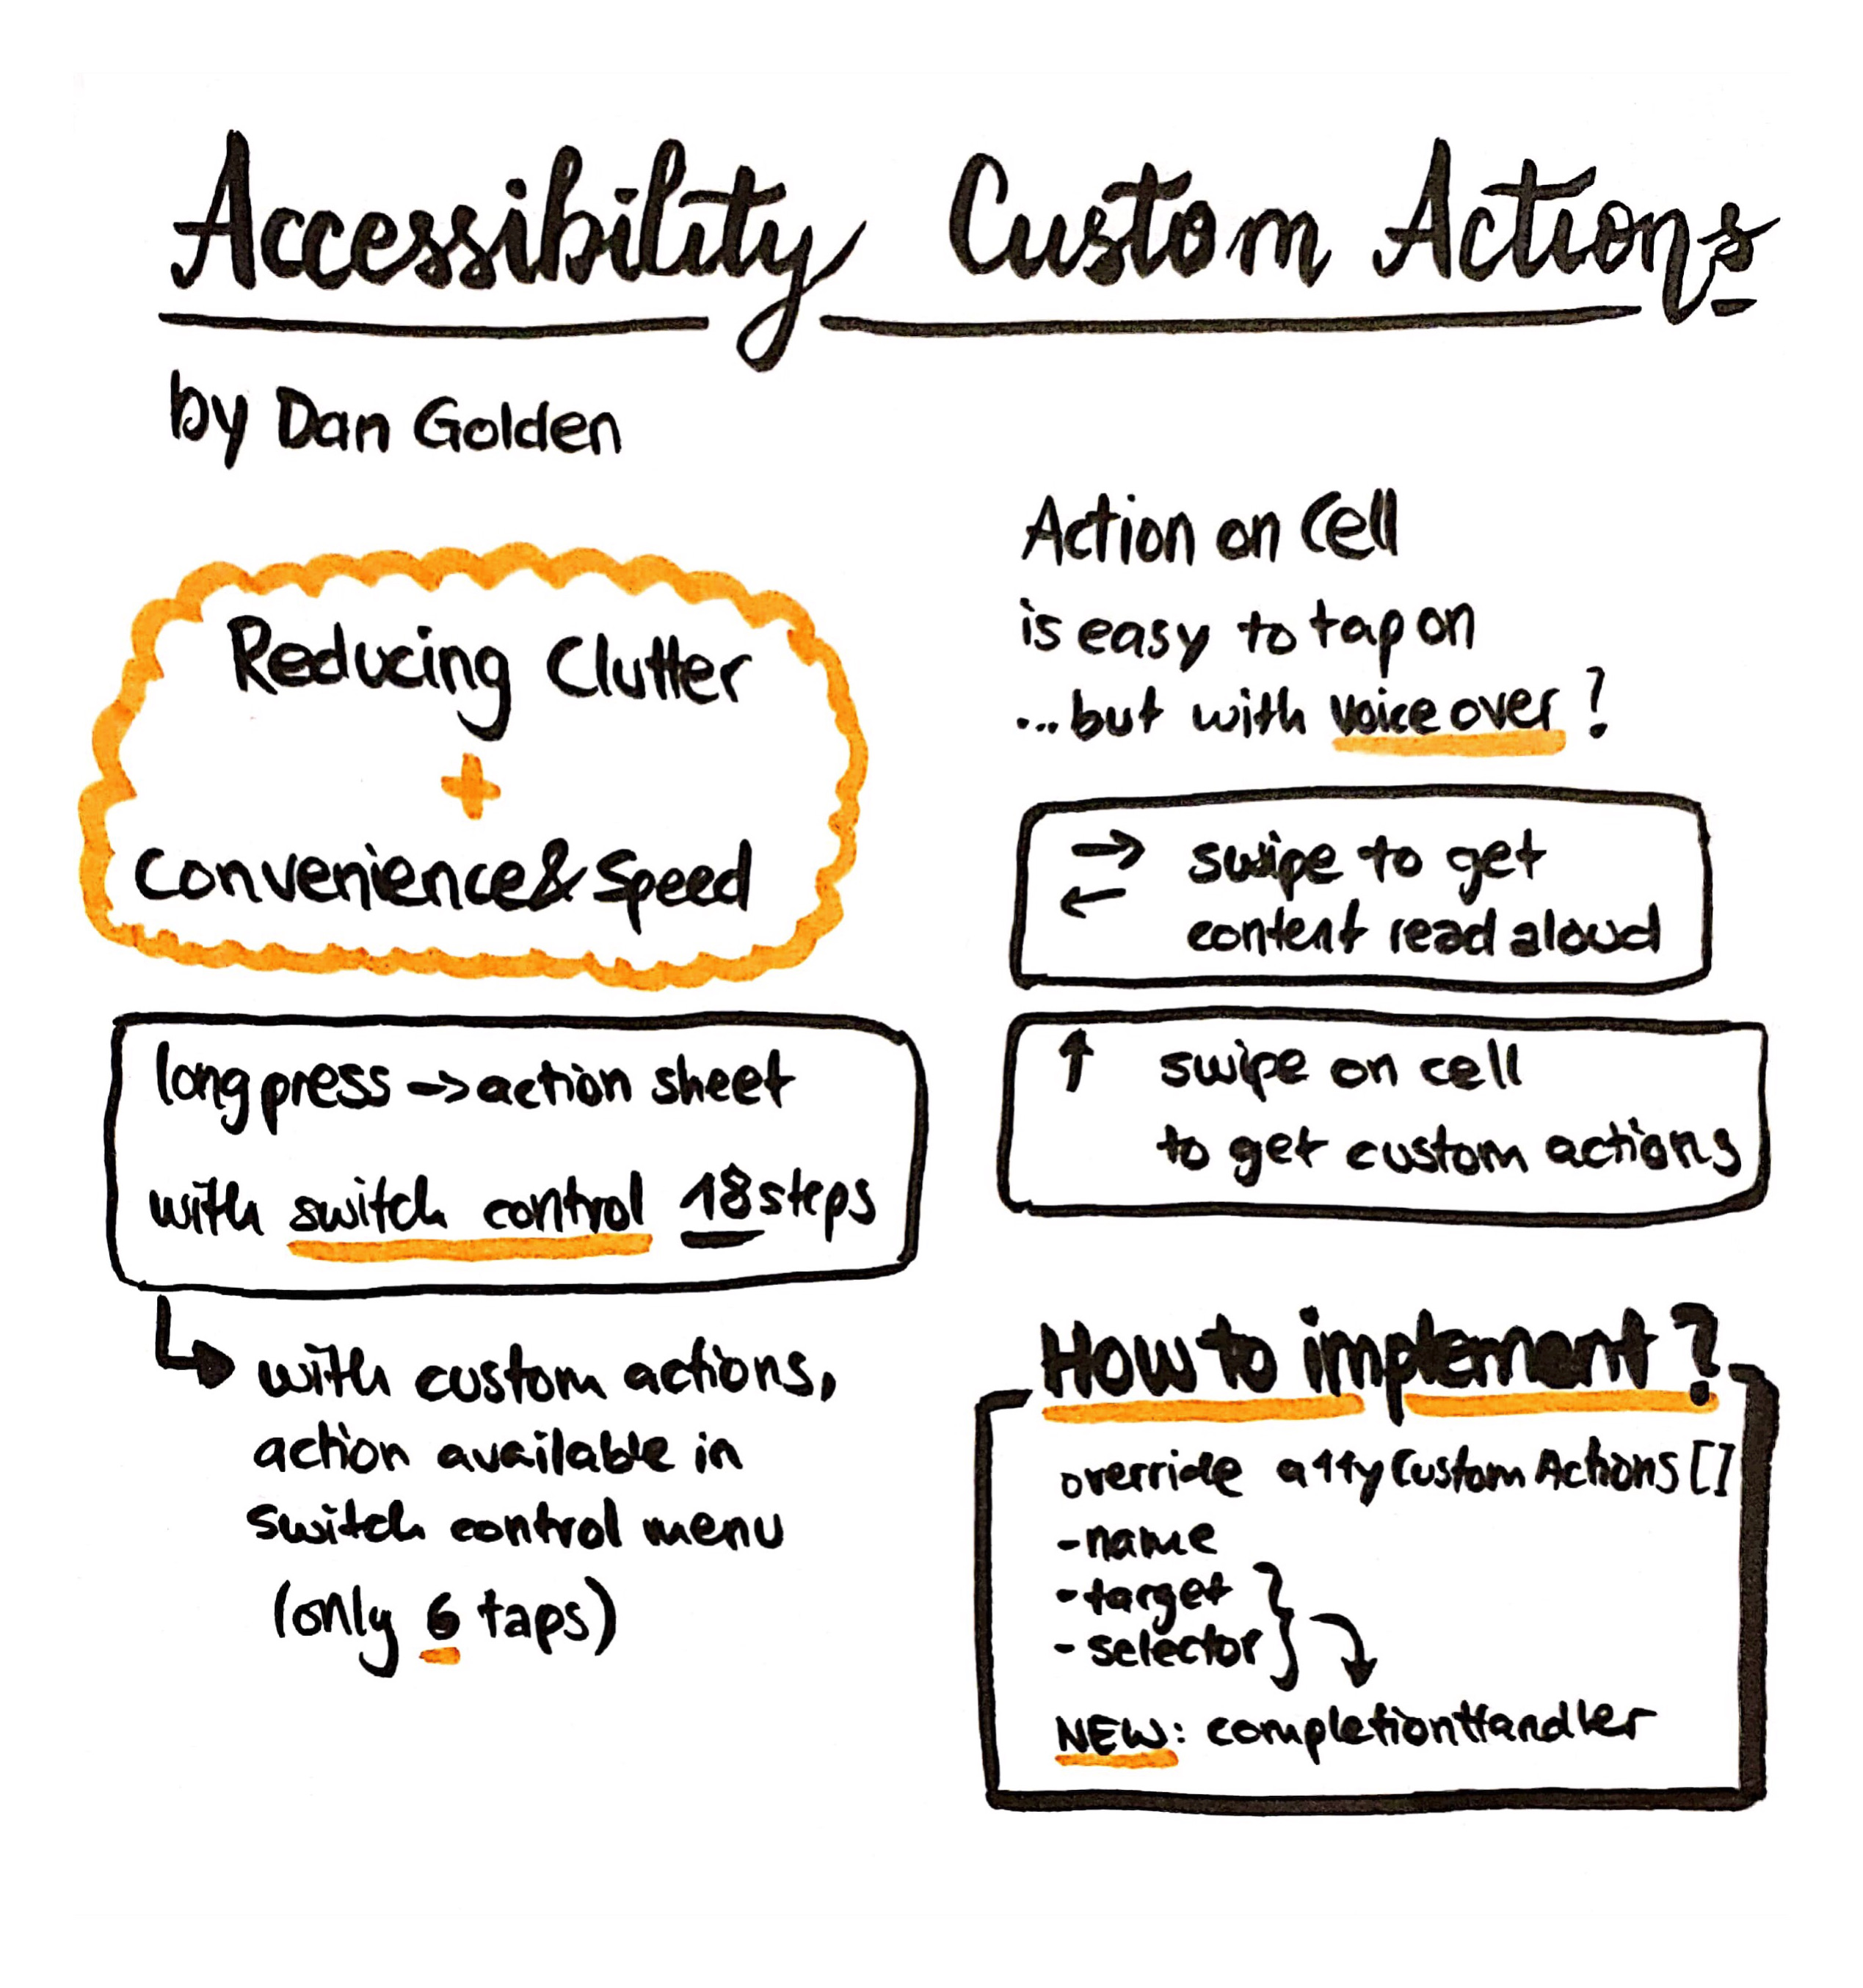 Accessibility Custom Actions
by Dan Golden
Reducing Clutter
+
Convenience & Speed
long press -> action sheet
with switch control 18 steps
with custom actions,
action available in
switch control menu
(only 6 taps)
Action on Cell
is easy to tap on
...but with voice over?
→ swipe to get
← content read aloud
↑ swipe on cell
to get custom actions
How to implement?
override a11yCustomActions[]
-name
-target
-selector
NEW: completionHandler